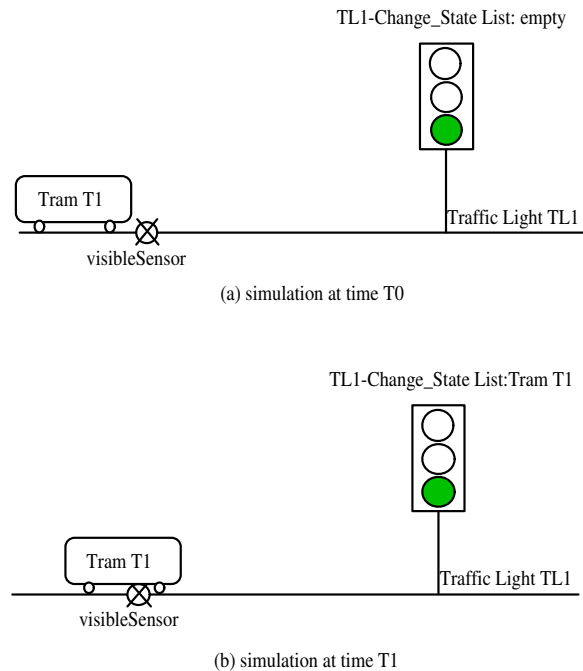 TL1-Change_State List: empty
Tram T1
Traffic Light TL1
visibleSensor
(a) simulation at time T0
TL1-Change_State List:Tram T1
Tram T1
Traffic Light TL1
visibleSensor
(b) simulation at time T1